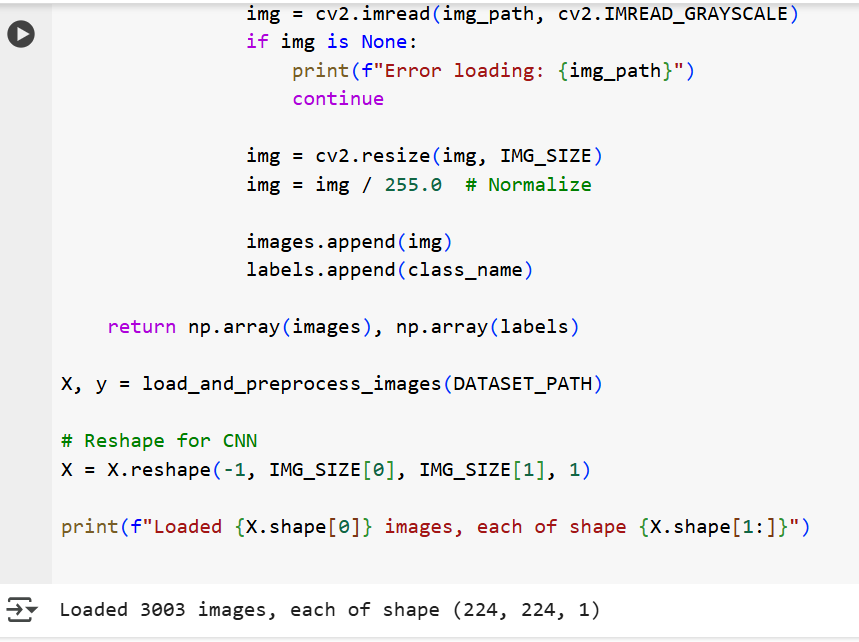 img = cv2.imread(img_path, cv2.IMREAD_GRAYSCALE)
if img is None:
print(f"Error loading: {img_path}")
continue
img = cv2.resize(img, IMG_SIZE)
img = img / 255.0  # Normalize
images.append(img)
labels.append(class_name)
return np.array(images), np.array(labels)
X, y = load_and_preprocess_images(DATASET_PATH)
# Reshape for CNN
X = X.reshape(-1, IMG_SIZE[0], IMG_SIZE[1], 1)
print(f"Loaded {X.shape[0]} images, each of shape {X.shape[1:]}")
Loaded 3003 images, each of shape (224, 224, 1)